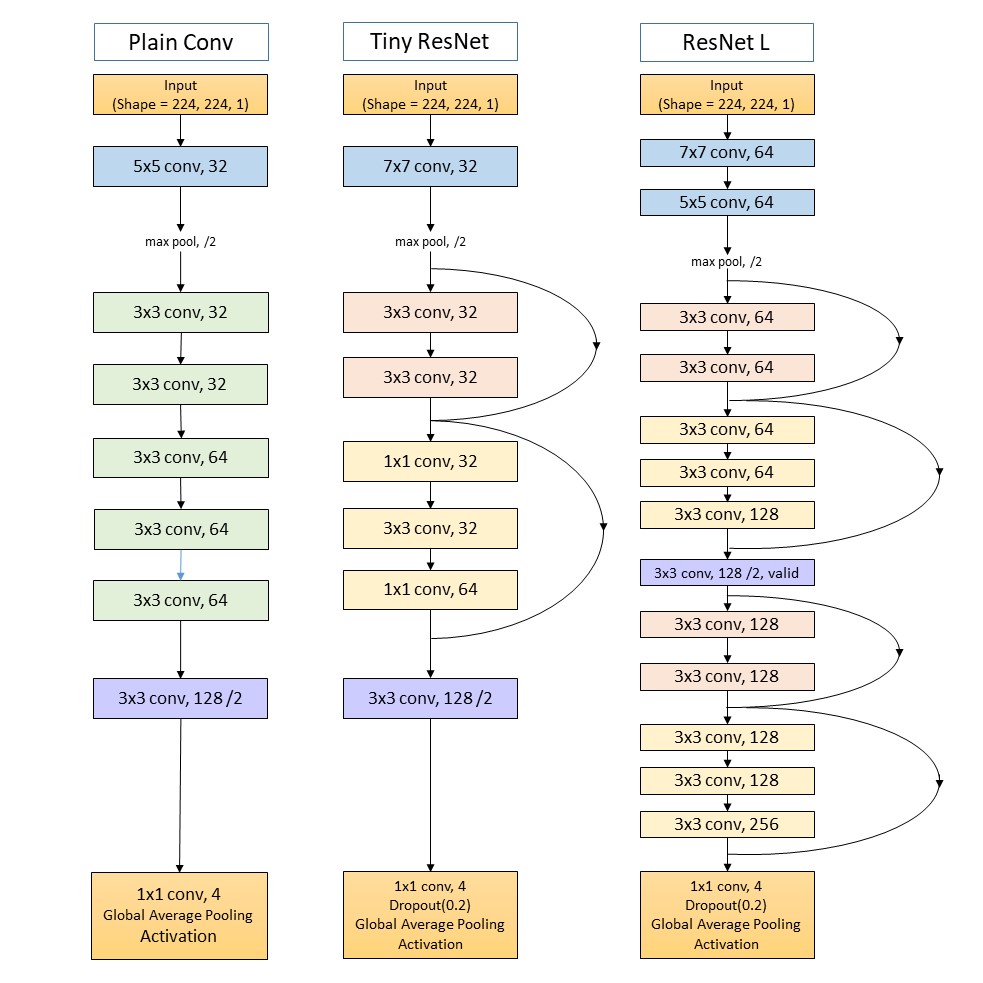 Plain Conv
Input
(Shape = 224, 224, 1)
5x5 conv, 32
max pool, /2
3x3 conv, 32
3x3 conv, 32
3x3 conv, 64
3x3 conv, 64
3x3 conv, 64
3x3 conv, 128 /2
1x1 conv, 4
Global Average Pooling
Activation
Tiny ResNet
Input
(Shape = 224, 224, 1)
7x7 conv, 32
max pool, /2
3x3 conv, 32
3x3 conv, 32
1x1 conv, 32
3x3 conv, 32
1x1 conv, 64
3x3 conv, 128 /2
1x1 conv, 4
Dropout(0.2)
Global Average Pooling
Activation
ResNet L
Input
(Shape = 224, 224, 1)
7x7 conv, 64
5x5 conv, 64
max pool, /2
3x3 conv, 64
3x3 conv, 64
3x3 conv, 64
3x3 conv, 64
3x3 conv, 128
3x3 conv, 128 /2, valid
3x3 conv, 128
3x3 conv, 128
3x3 conv, 128
3x3 conv, 128
3x3 conv, 256
1x1 conv, 4
Dropout(0.2)
Global Average Pooling
Activation